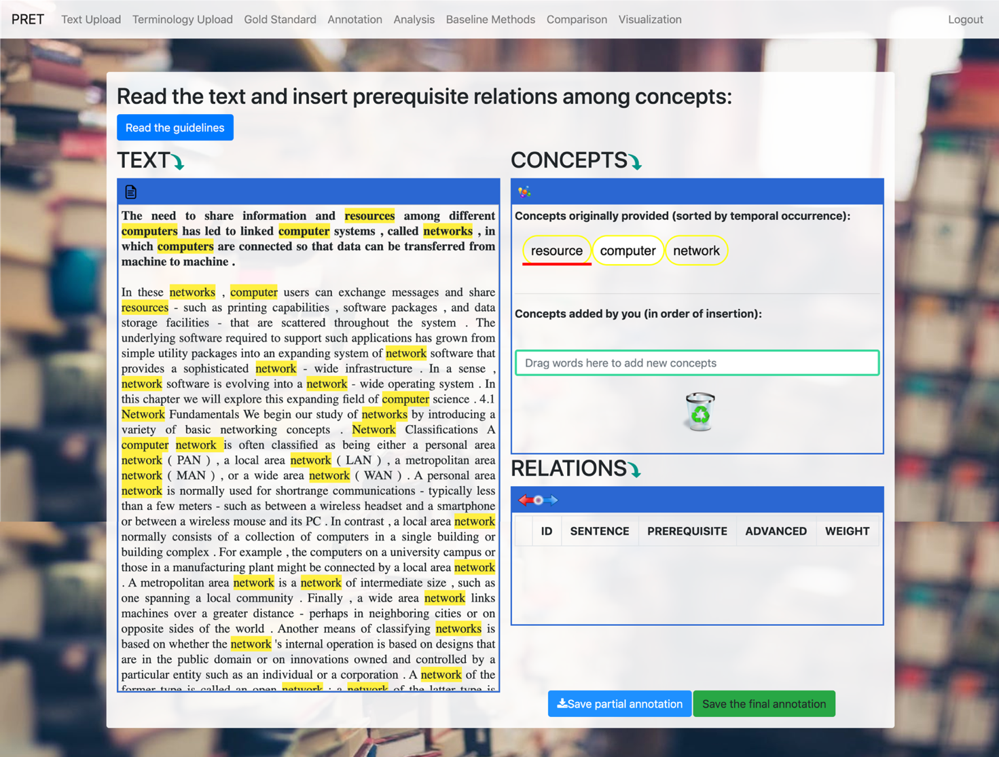 PRET Text Upload Terminology Upload Gold Standard Annotation Analysis Baseline Methods Comparison Visualization Logout
Read the text and insert prerequisite relations among concepts:
Read the guidelines
TEXT
The need to share information and resources among different
computers has led to linked computer systems , called networks , in
which computers are connected so that data can be transferred from
machine to machine .
In these networks , computer users can exchange messages and share
resources - such as printing capabilities , software packages , and data
storage facilities - that are scattered throughout the system . The
underlying software required to support such applications has grown from
simple utility packages into an expanding system of network software that
provides a sophisticated network - wide infrastructure . In a sense ,
network software is evolving into a network - wide operating system . In
this chapter we will explore this expanding field of computer science . 4.1
Network Fundamentals We begin our study of networks by introducing a
variety of basic networking concepts . Network Classifications A
computer network is often classified as being either a personal area
network ( PAN ) , a local area network ( LAN ) , a metropolitan area
network ( MAN ) , or a wide area network ( WAN ) . A personal area
network is normally used for shortrange communications - typically less
than a few meters - such as between a wireless headset and a smartphone
or between a wireless mouse and its PC . In contrast , a local area network
normally consists of a collection of computers in a single building or
building complex . For example , the computers on a university campus or
those in a manufacturing plant might be connected by a local area network
. A metropolitan area network is a network of intermediate size , such as
one spanning a local community . Finally , a wide area network links
machines over a greater distance - perhaps in neighboring cities or on
opposite sides of the world . Another means of classifying networks is
based on whether the network 's internal operation is based on designs that
are in the public domain or on innovations owned and controlled by a
particular entity such as an individual or a corporation . A network of the
former type is called an open network ; a network of the latter type is
CONCEPTS
Concepts originally provided (sorted by temporal occurrence):
resource computer network
Concepts added by you (in order of insertion):
Drag words here to add new concepts
RELATIONS
ID SENTENCE PREREQUISITE ADVANCED WEIGHT
Save partial annotation Save the final annotation